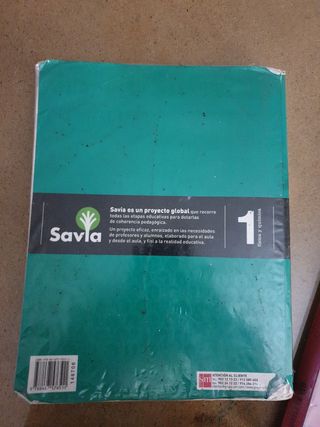 Savia es un proyecto global que recorre
todas las etapas educativas para dotarlas
de coherencia pedagógica.
Un proyecto eficaz, enraizado en las necesidades
de profesores y alumnos, elaborado para el aula
y desde el aula, y fiel a la realidad educativa.
Savia
1
física y química
148706
sm
ATENCIÓN AL CLIENTE